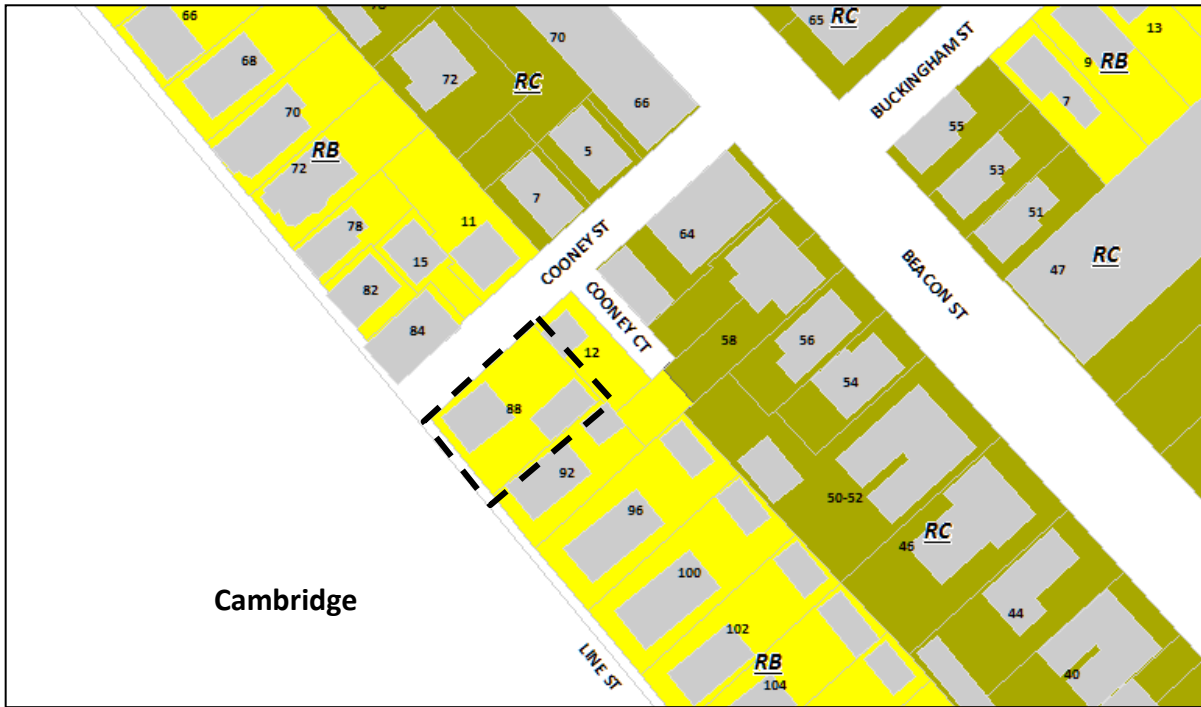 66
68
70
72
RB
78
82
84
15
11
72
RC
70
66
5
7
COONEY ST
65
RC
BUCKINGHAM ST
13
9
RB
7
55
53
51
47
RC
BEACON ST
64
COONEY CT
12
58
56
54
88
92
96
100
102
104
RB
50-52
46
RC
44
40
LINE ST
Cambridge